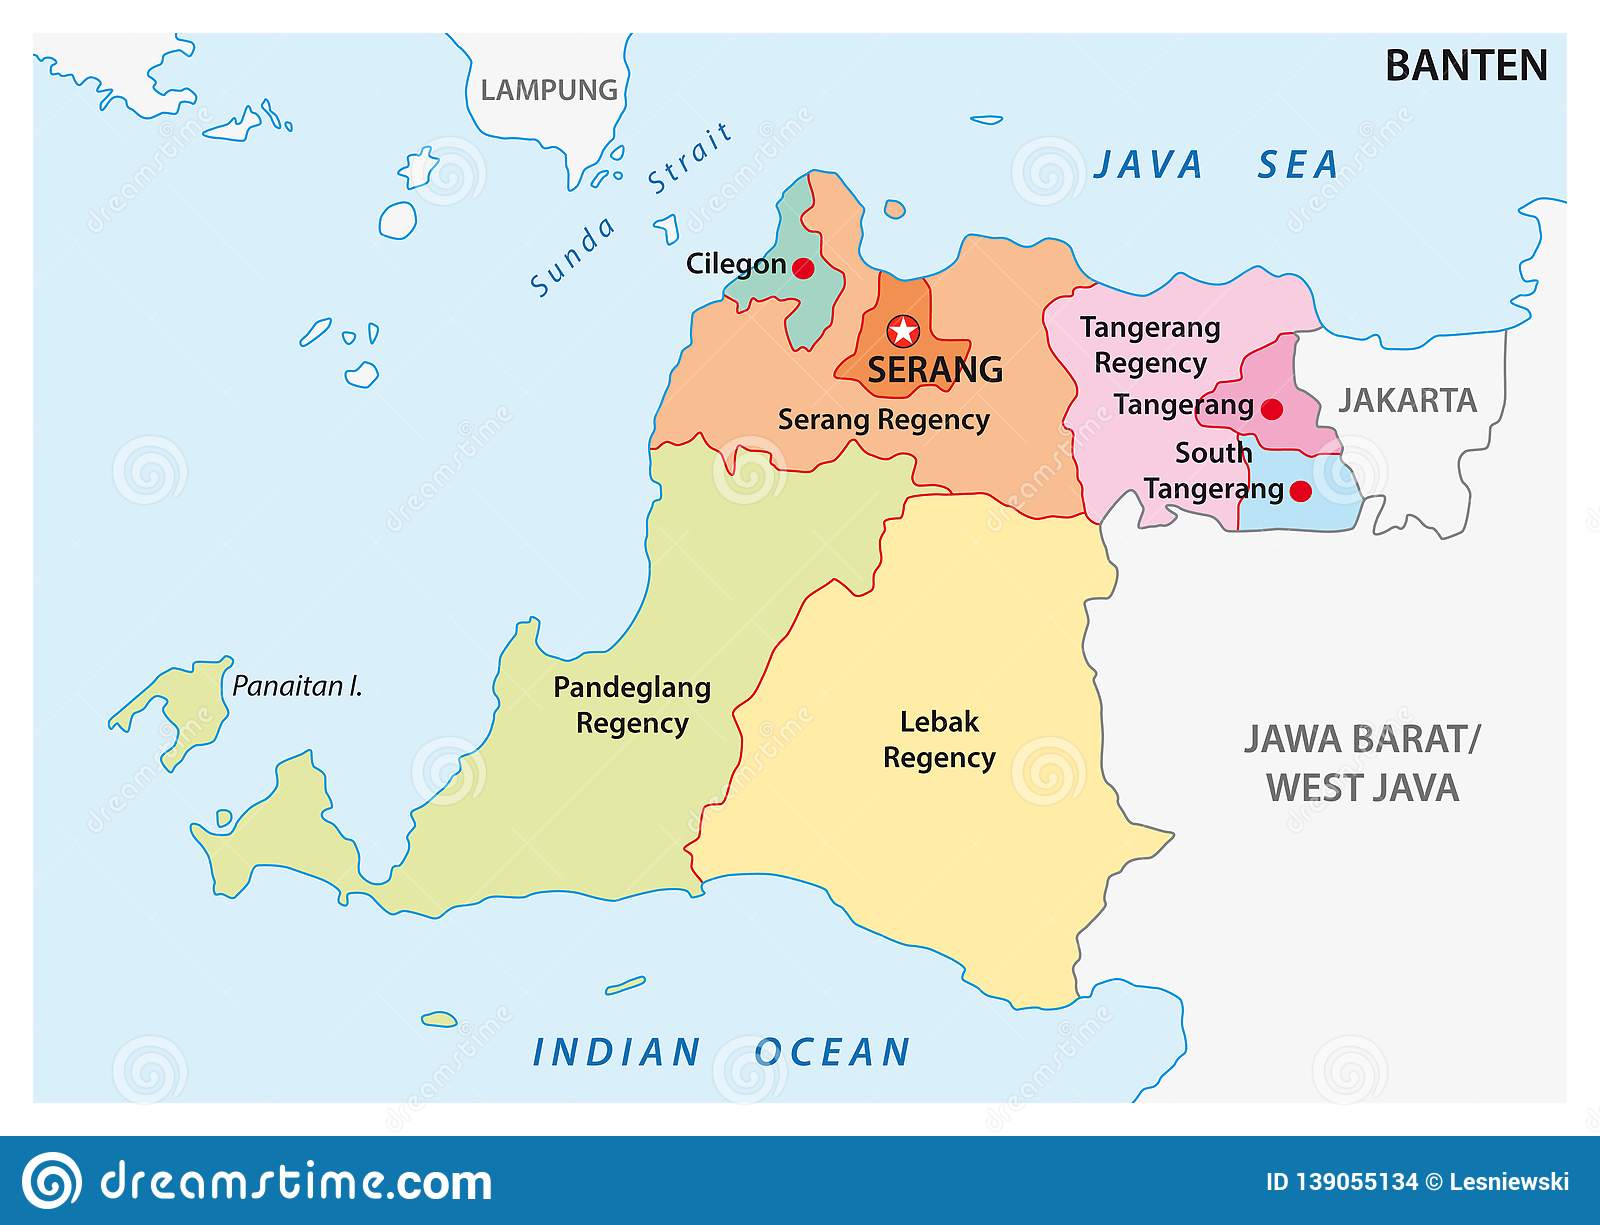 BANTEN
LAMPUNG
Sunda Strait
JAVA SEA
Cilegon
SERANG
Serang Regency
Tangerang
Regency
Tangerang
South
Tangerang
JAKARTA
Panaitan I.
Pandeglang
Regency
Lebak
Regency
JAWA BARAT/
WEST JAVA
INDIAN OCEAN
dreamstime
dreamstime.com
ID 139055134 © Lesniewski